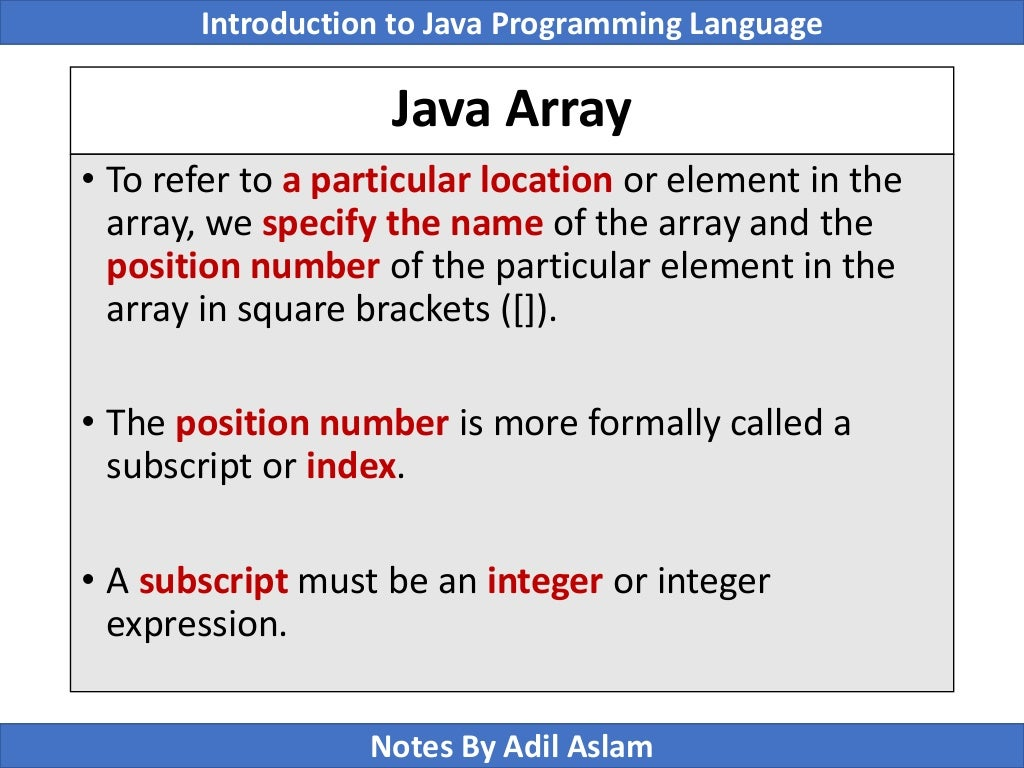 Introduction to Java Programming Language
Java Array
• To refer to a particular location or element in the
array, we specify the name of the array and the
position number of the particular element in the
array in square brackets ([]).
• The position number is more formally called a
subscript or index.
• A subscript must be an integer or integer
expression.
Notes By Adil Aslam